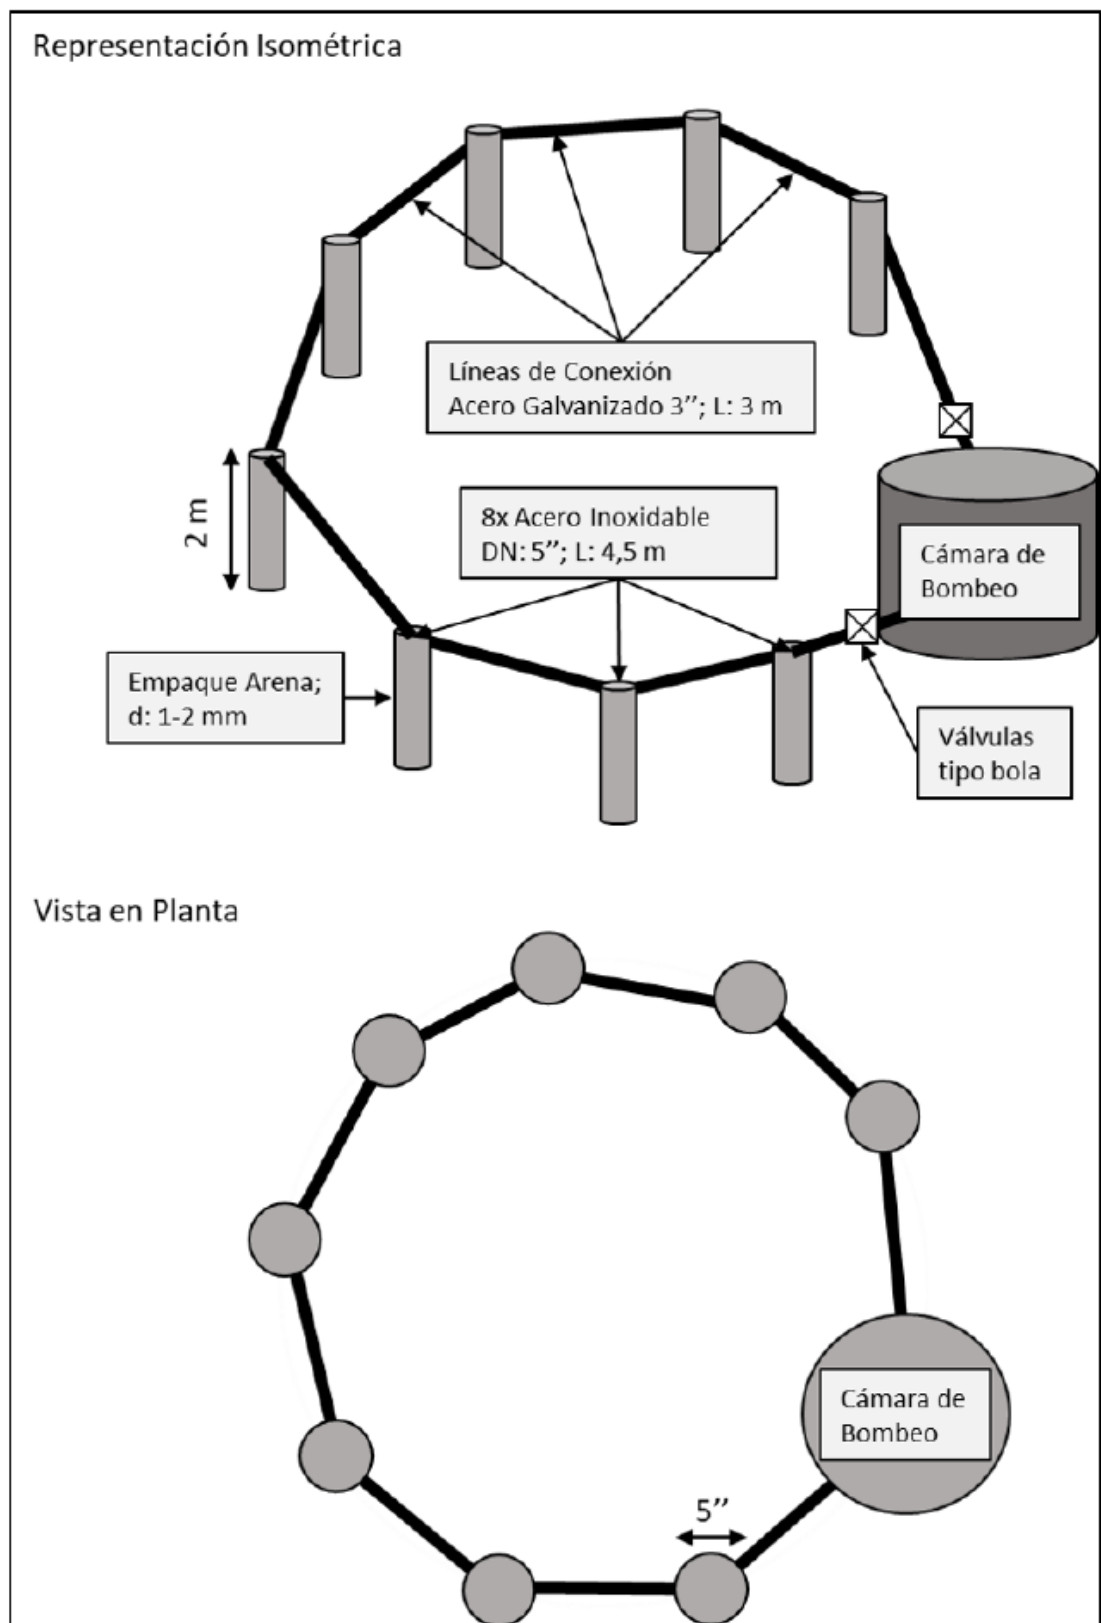 Representación Isométrica
Líneas de Conexión
Acero Galvanizado 3’’; L: 3 m
2 m
8x Acero Inoxidable
DN: 5’’; L: 4,5 m
Cámara de
Bombeo
Empaque Arena;
d: 1-2 mm
Válvulas
tipo bola
Vista en Planta
Cámara de
Bombeo
5’’